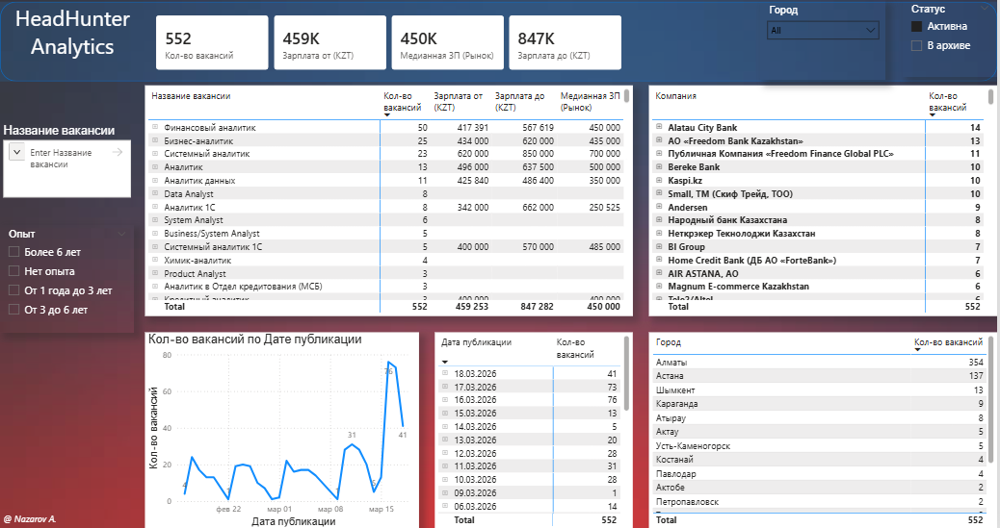 HeadHunter
Analytics
552
Кол-во вакансий
459K
Зарплата от (KZT)
450K
Медианная ЗП (Рынок)
847K
Зарплата до (KZT)
Город
All
Статус
Активна
В архиве
Название вакансии
Enter Название
вакансии
Опыт
Более 6 лет
Нет опыта
От 1 года до 3 лет
От 3 до 6 лет
Название вакансии Кол-во вакансий Зарплата от (KZT) Зарплата до (KZT) Медианная ЗП (Рынок)
Финансовый аналитик 50 417 391 567 619 450 000
Бизнес-аналитик 25 434 000 620 000 435 000
Системный аналитик 23 620 000 850 000 700 000
Аналитик 13 496 000 637 500 500 000
Аналитик данных 11 425 840 486 400 350 000
Data Analyst 8
Аналитик 1С 8 342 000 662 000 250 525
System Analyst 6
Business/System Analyst 5
Системный аналитик 1С 5 400 000 570 000 485 000
Химик-аналитик 4
Product Analyst 3
Аналитик в Отдел кредитования (МСБ) 3
Кредитный аналитик 3 400 000 400 000
Total 552 459 253 847 282 450 000
Компания Кол-во вакансий
Alatau City Bank 14
АО «Freedom Bank Kazakhstan» 13
Публичная Компания «Freedom Finance Global PLC» 11
Bereke Bank 10
Kaspi.kz 10
Small, ТМ (Скиф Трейд, ТОО) 10
Andersen 9
Народный банк Казахстана 8
Неткрэкер Текнолоджи Казахстан 8
BI Group 7
Home Credit Bank (ДБ АО «ForteBank») 7
AIR ASTANA, АО 6
Magnum E-commerce Kazakhstan 6
Tele2/Altel 6
Total 552
Кол-во вакансий по Дате публикации
Кол-во вакансий
80
60
40
20
0
4
1
1
31
5
76
41
фев 22 мар 01 мар 08 мар 15
Дата публикации
Дата публикации Кол-во вакансий
18.03.2026 41
17.03.2026 73
16.03.2026 76
15.03.2026 13
14.03.2026 5
13.03.2026 20
12.03.2026 28
11.03.2026 31
10.03.2026 28
09.03.2026 1
06.03.2026 14
Total 552
Город Кол-во вакансий
Алматы 354
Астана 137
Шымкент 13
Караганда 9
Атырау 8
Актау 5
Усть-Каменогорск 5
Костанай 4
Павлодар 4
Актобе 2
Петропавловск 2
Total 552
@ Nazarov A.